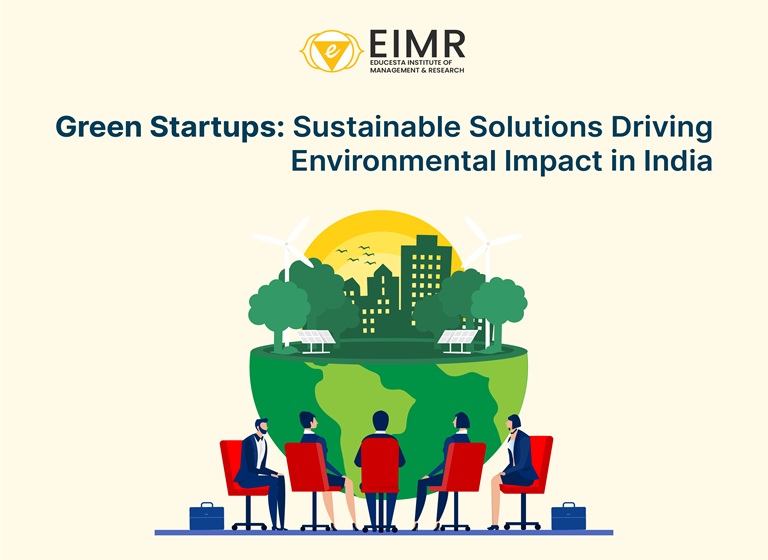 EIMR
EDUCESTA INSTITUTE OF
MANAGEMENT & RESEARCH
Green Startups: Sustainable Solutions Driving
Environmental Impact in India